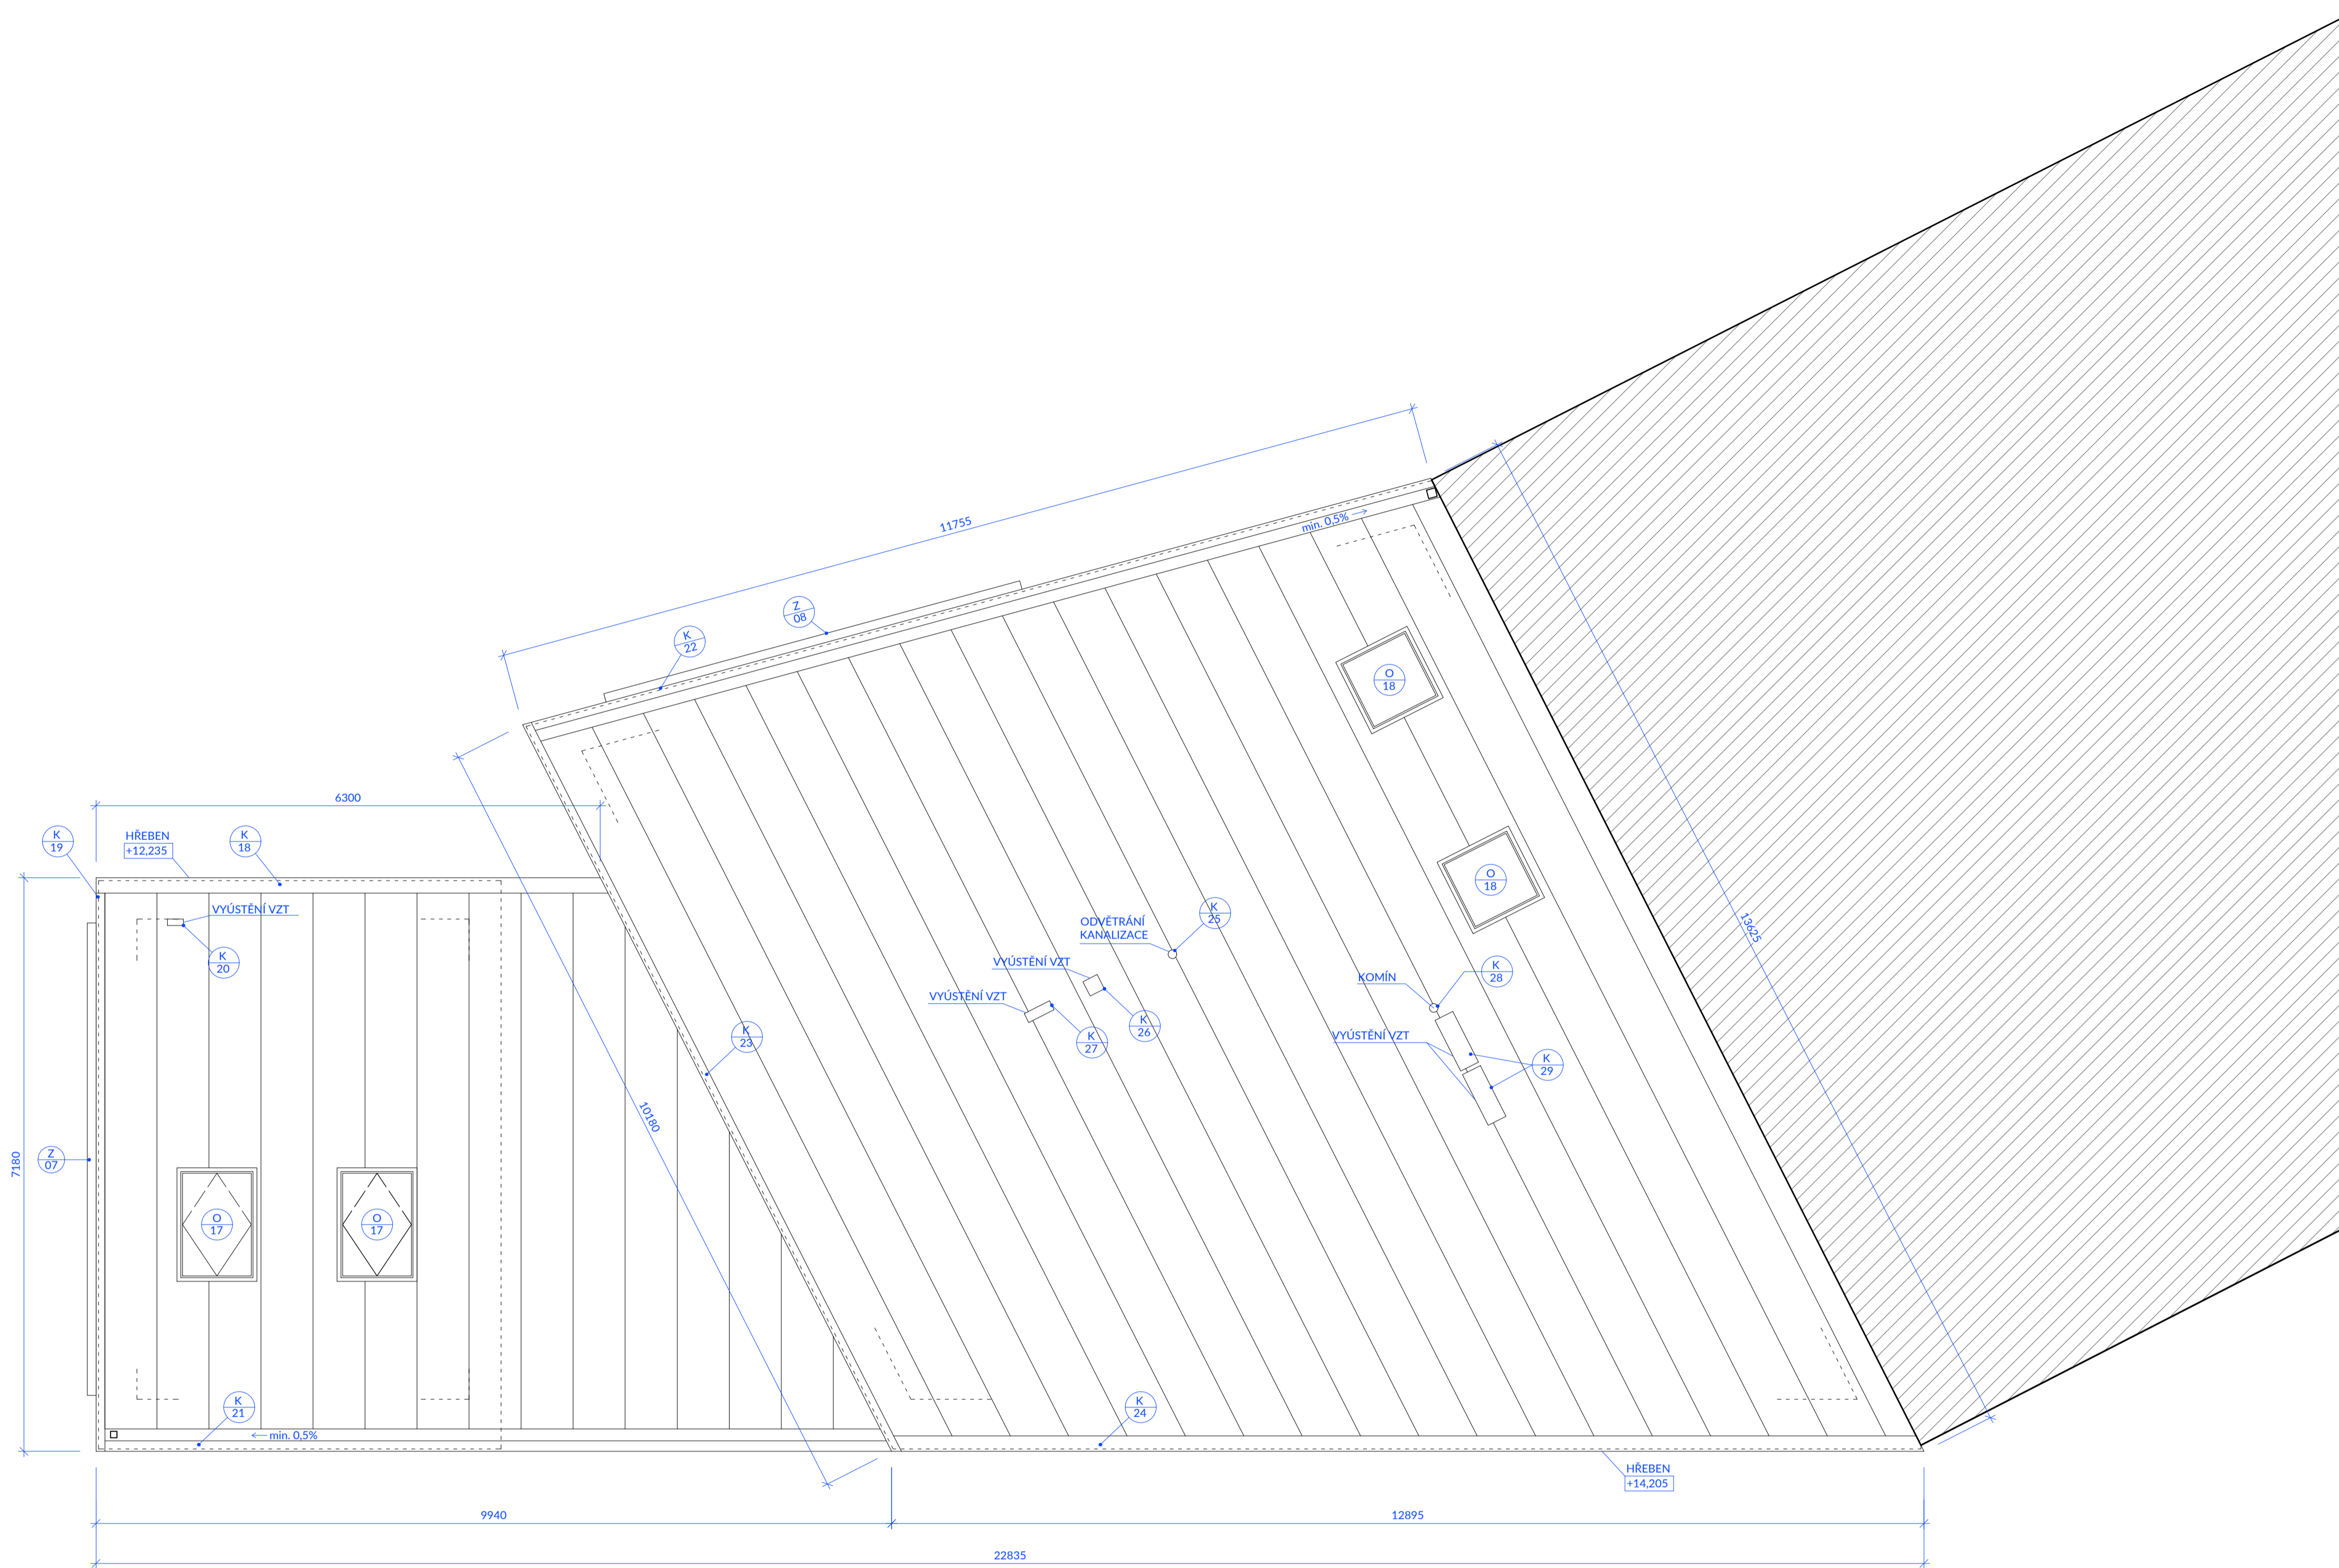 11755
13625
min. 0,5%
Z
08
K
22
O
18
6300
K
19
HŘEBEN
+12,235
K
18
O
18
VYÚSTĚNÍ VZT
K
20
ODVĚTRÁNÍ
KANALIZACE
K
25
VYÚSTĚNÍ VZT
VYÚSTĚNÍ VZT
K
26
K
27
KOMÍN
K
28
VYÚSTĚNÍ VZT
K
29
K
23
10180
7180
Z
07
O
17
O
17
K
21
min. 0,5%
K
24
HŘEBEN
+14,205
9940
12895
22835